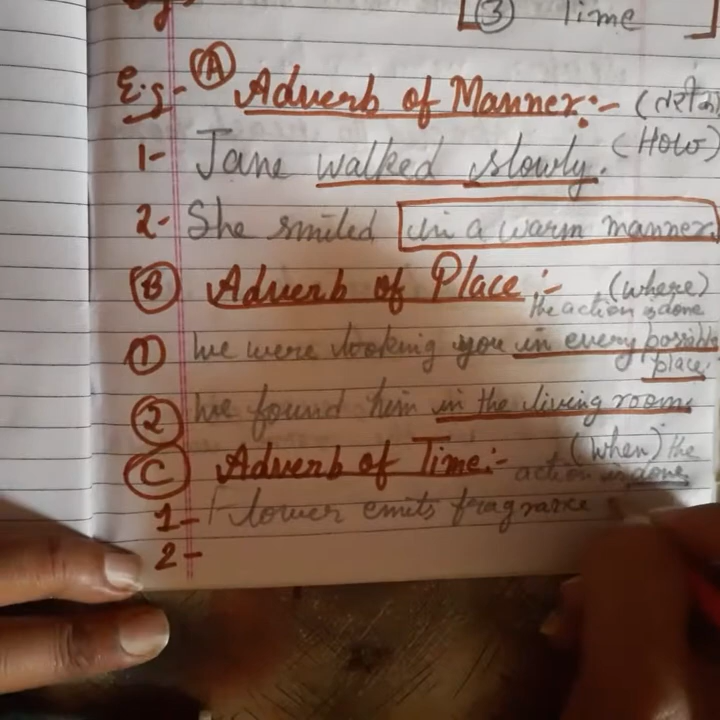 ③ Time
E.g- Ⓐ Adverb of Manner:- (
1- Jane walked slowly. (How)
2- She smiled in a warm manner.
Ⓑ Adverb of Place:- (where)
the action is done
① We were looking you in every possible
place.
② We found him in the living room
Ⓒ Adverb of Time:- (When) the
action is done
1- Flower emits fragrance
2-